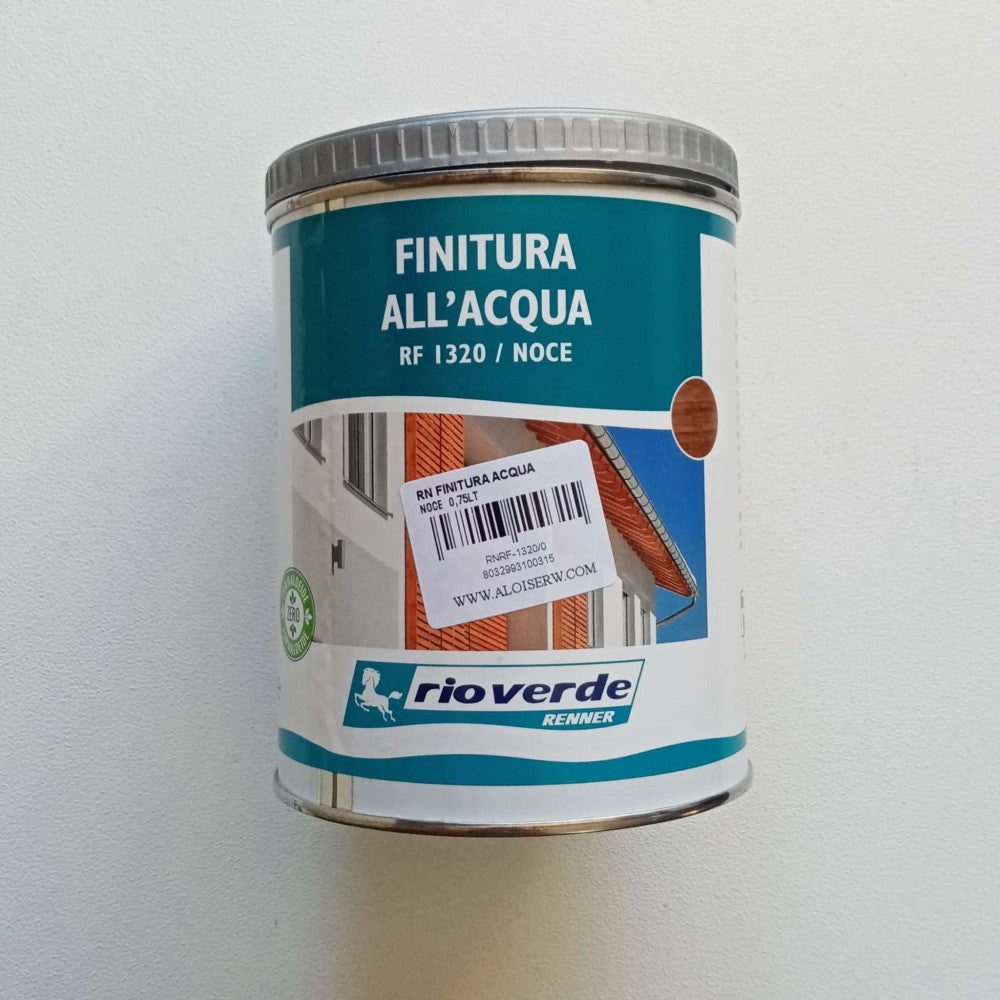 FINITURA
ALL'ACQUA
RF 1320 / NOCE
RN FINITURA ACQUA
NOCE 0,75LT
RNRF-1320/0
8032993100315
WWW.ALOISERW.COM
ZERO
rioverde
RENNER